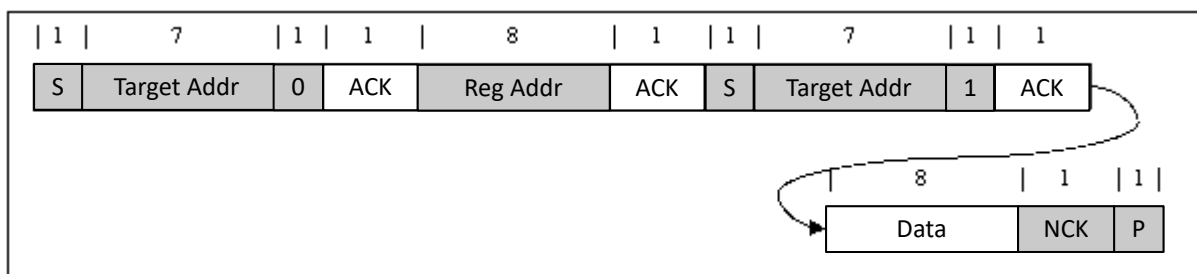 | 1 | 7 | 1 | 1 | 8 | 1 | 1 | 7 | 1 | 1
S Target Addr 0 ACK Reg Addr ACK S Target Addr 1 ACK
| 8 | 1 | 1 |
Data NCK P